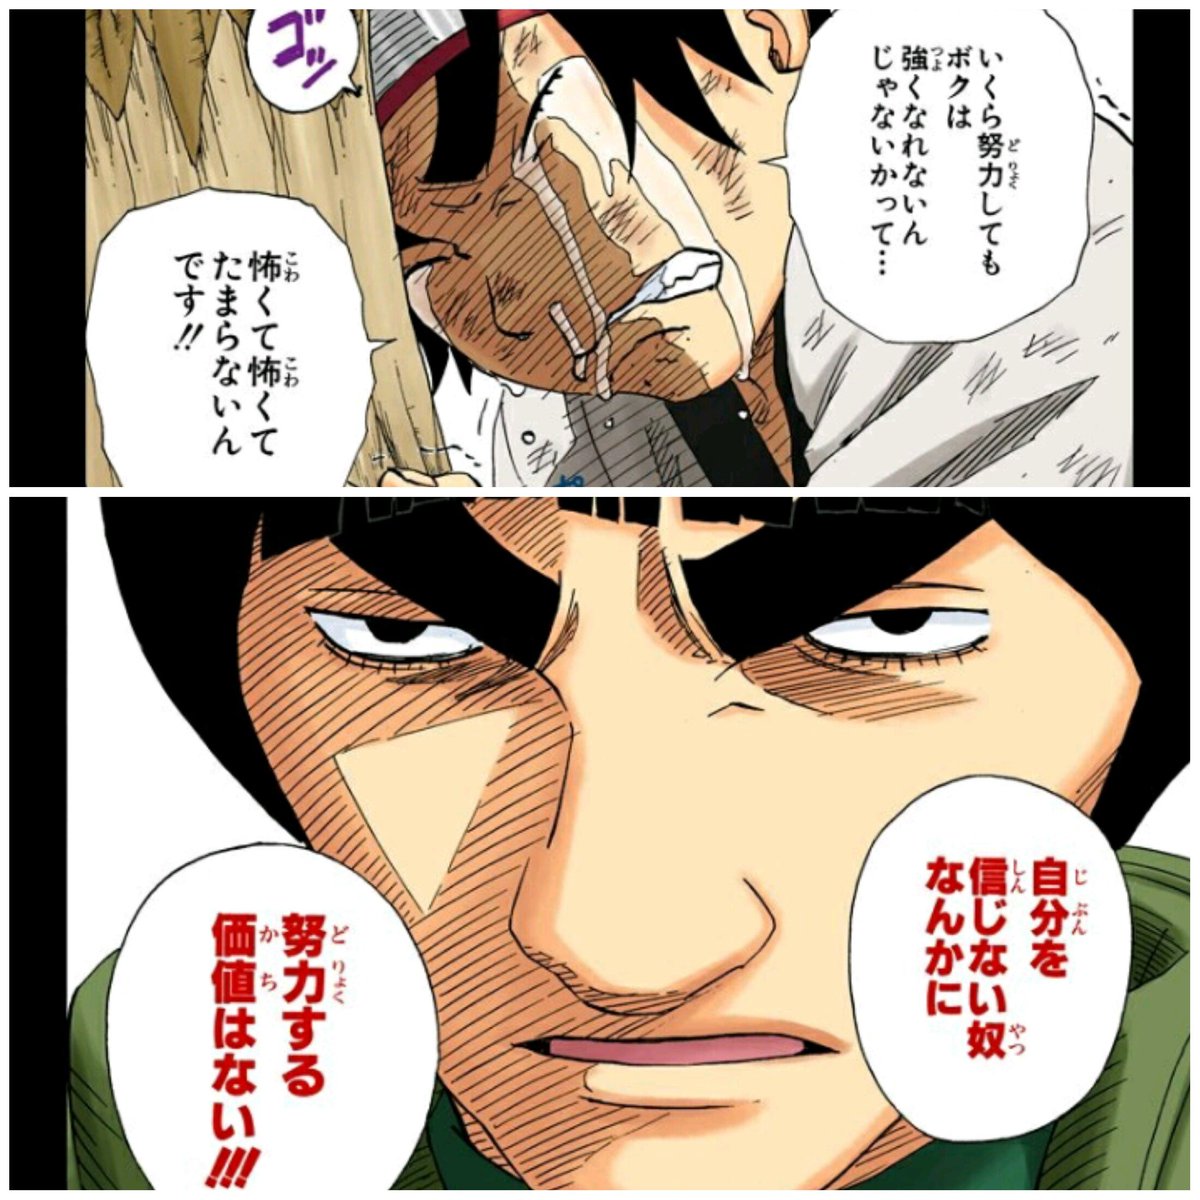 いくら努力しても
ボクは
強くなれないん
じゃないかって…
ゴッ
怖くて怖くて
たまらないん
です!!
自分を
信じない奴
なんかに
努力する
価値はない!!!